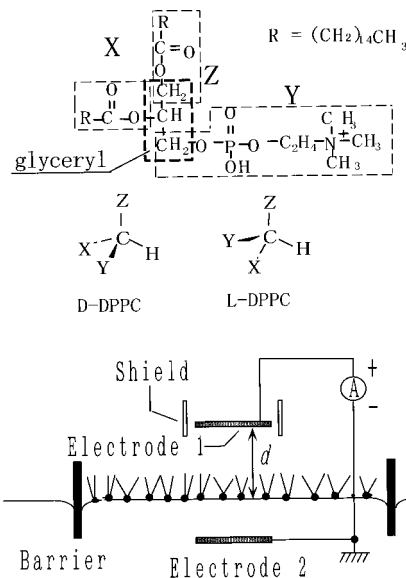 R
X
C=O
R = (CH2)14CH3
O
Z
O
CH2
Y
R-C-O-CH
O
CH3
CH2-O-P-O-C2H4-N+-CH3
OH
CH3
glyceryl
Z
Z
X
C
H
Y
Y
C
H
X
D-DPPC
L-DPPC
Shield
+
A
-
Electrode 1
d
Barrier
Electrode 2